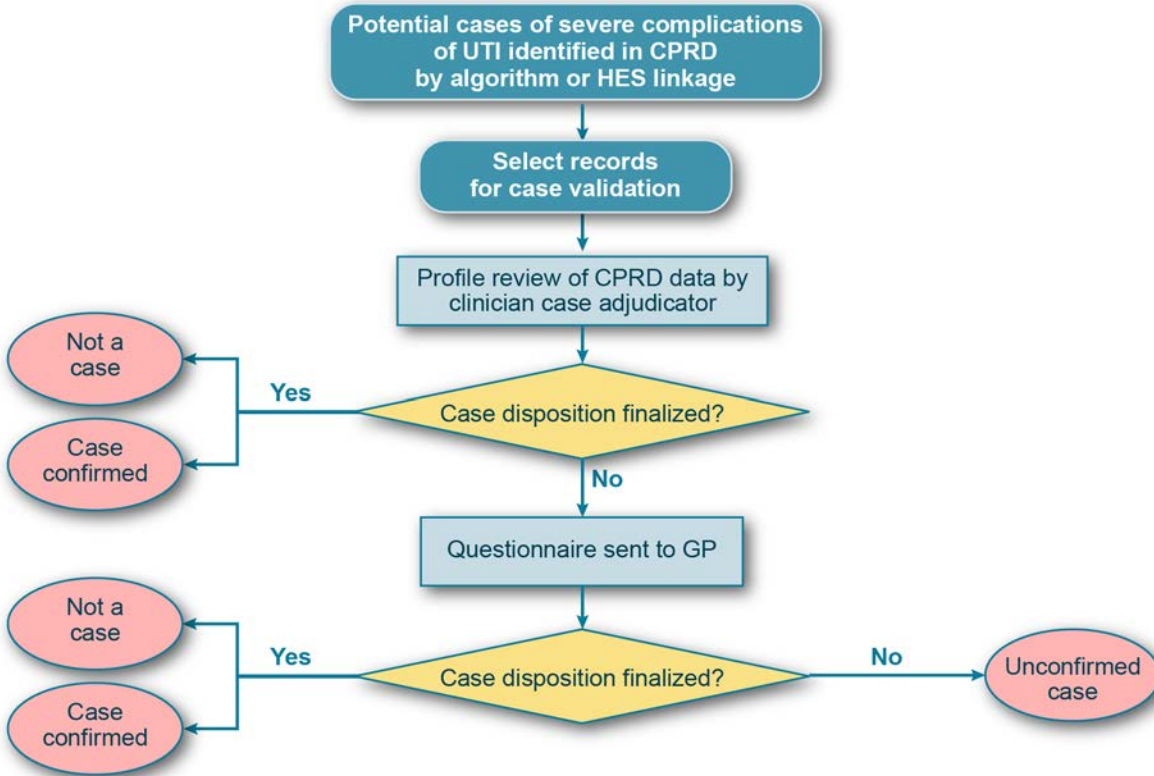 Potential cases of severe complications
of UTI identified in CPRD
by algorithm or HES linkage
Select records
for case validation
Profile review of CPRD data by
clinician case adjudicator
Not a
case
Yes
Case disposition finalized?
Case
confirmed
No
Questionnaire sent to GP
Not a
case
Yes
Case disposition finalized?
No
Unconfirmed
case
Case
confirmed